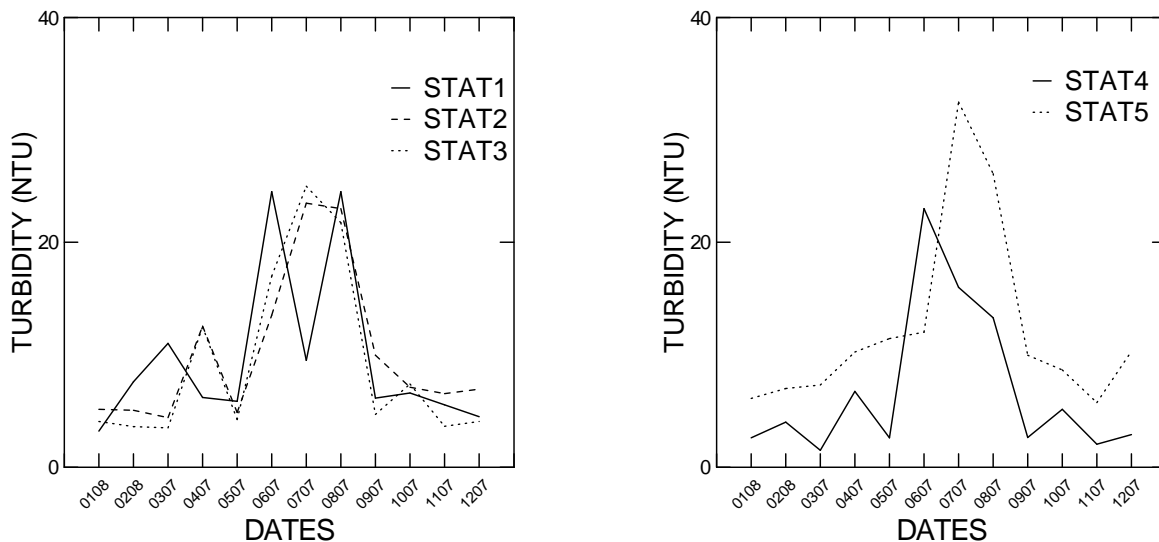 40
20
0
TURBIDITY (NTU)
STAT1
STAT2
STAT3
0108 0208 0307 0407 0507 0607 0707 0807 0907 1007 1107 1207
DATES
40
20
0
TURBIDITY (NTU)
STAT4
STAT5
0108 0208 0307 0407 0507 0607 0707 0807 0907 1007 1107 1207
DATES